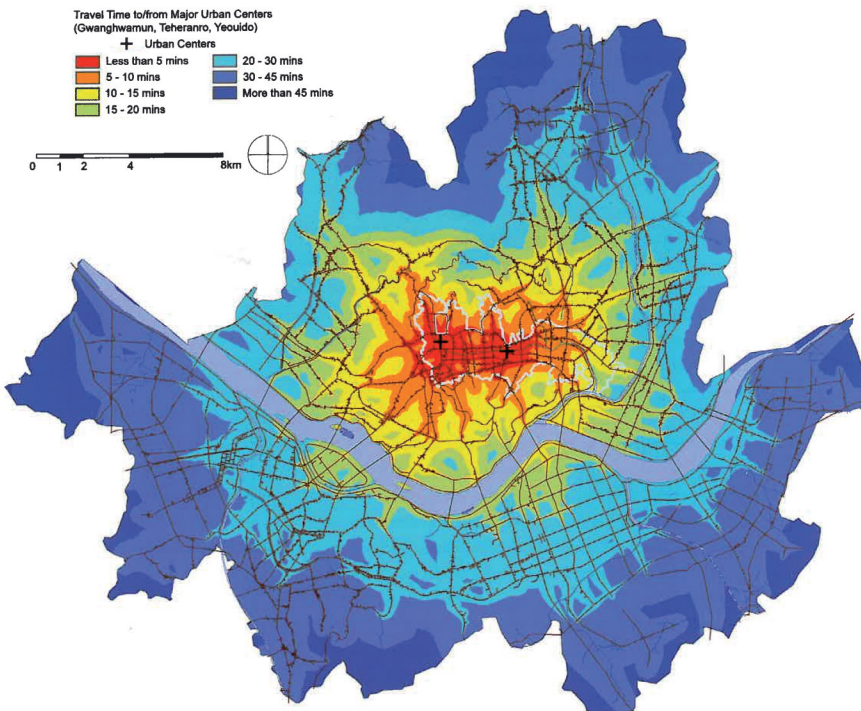 Travel Time to/from Major Urban Centers
(Gwanghwamun, Teheranro, Yeouido)
Urban Centers
Less than 5 mins
5 - 10 mins
10 - 15 mins
15 - 20 mins
20 - 30 mins
30 - 45 mins
More than 45 mins
0 1 2 4 8km